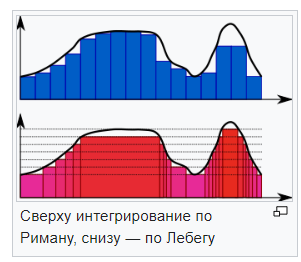 Сверху интегрирование по
Риману, снизу — по Лебегу